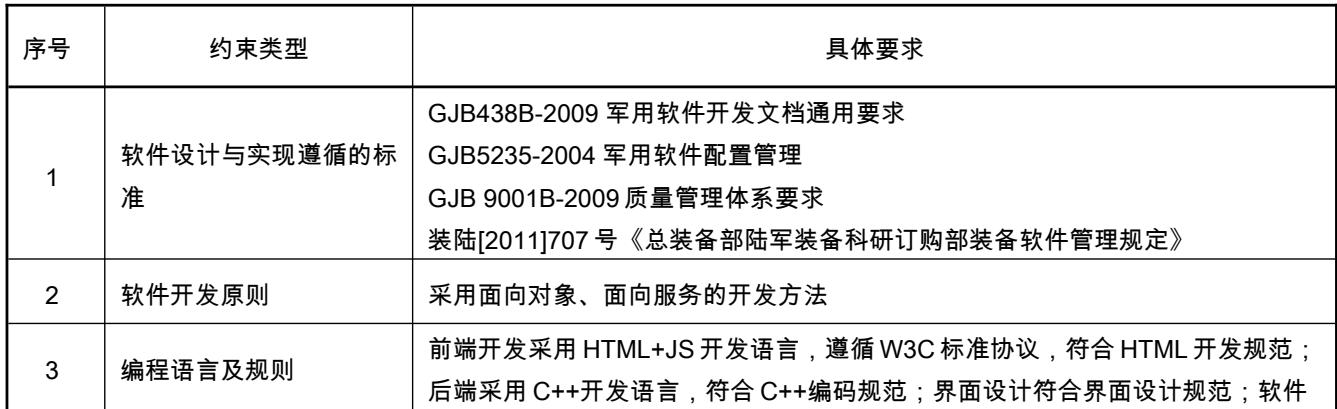 序号 约束类型 具体要求
1 软件设计与实现遵循的标准 GJB438B-2009 军用软件开发文档通用要求
GJB5235-2004 军用软件配置管理
GJB 9001B-2009 质量管理体系要求
装陆[2011]707 号《总装备部陆军装备科研订购部装备软件管理规定》
2 软件开发原则 采用面向对象、面向服务的开发方法
3 编程语言及规则 前端开发采用 HTML+JS 开发语言，遵循 W3C 标准协议，符合 HTML 开发规范；
后端采用 C++开发语言，符合 C++编码规范；界面设计符合界面设计规范；软件